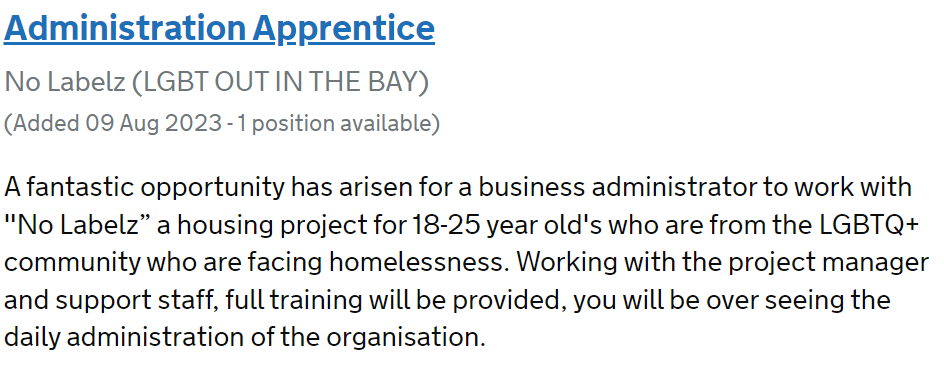 Administration Apprentice
No Labelz (LGBT OUT IN THE BAY)
(Added 09 Aug 2023 - 1 position available)
A fantastic opportunity has arisen for a business administrator to work with
"No Labelz” a housing project for 18-25 year old's who are from the LGBTQ+
community who are facing homelessness. Working with the project manager
and support staff, full training will be provided, you will be over seeing the
daily administration of the organisation.